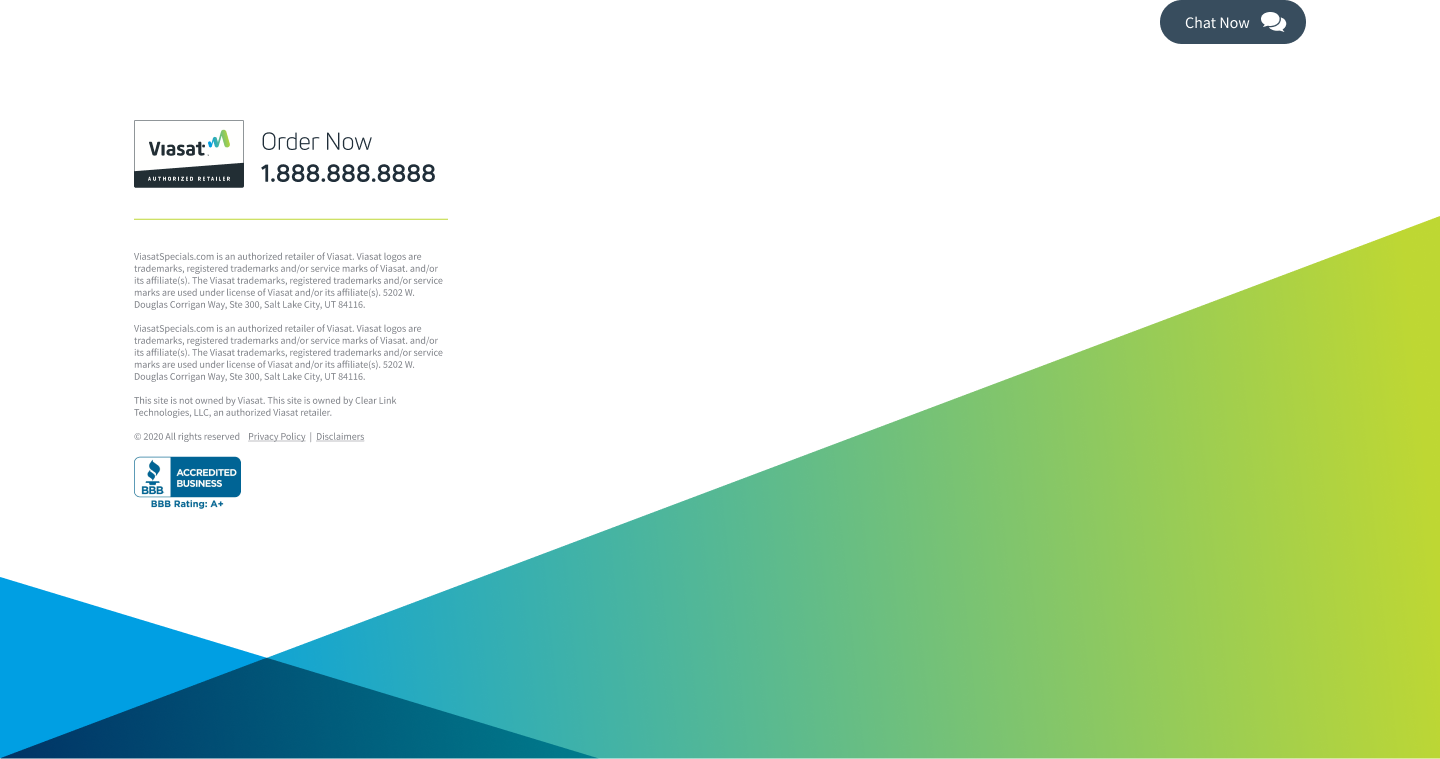 Chat Now
Viasat
AUTHORIZED RETAILER
Order Now
1.888.888.8888
ViasatSpecials.com is an authorized retailer of Viasat. Viasat logos are
trademarks, registered trademarks and/or service marks of Viasat. and/or
its affiliate(s). The Viasat trademarks, registered trademarks and/or service
marks are used under license of Viasat and/or its affiliate(s). 5202 W.
Douglas Corrigan Way, Ste 300, Salt Lake City, UT 84116.
ViasatSpecials.com is an authorized retailer of Viasat. Viasat logos are
trademarks, registered trademarks and/or service marks of Viasat. and/or
its affiliate(s). The Viasat trademarks, registered trademarks and/or service
marks are used under license of Viasat and/or its affiliate(s). 5202 W.
Douglas Corrigan Way, Ste 300, Salt Lake City, UT 84116.
This site is not owned by Viasat. This site is owned by Clear Link
Technologies, LLC, an authorized Viasat retailer.
© 2020 All rights reserved Privacy Policy | Disclaimers
BBB
ACCREDITED
BUSINESS
BBB Rating: A+